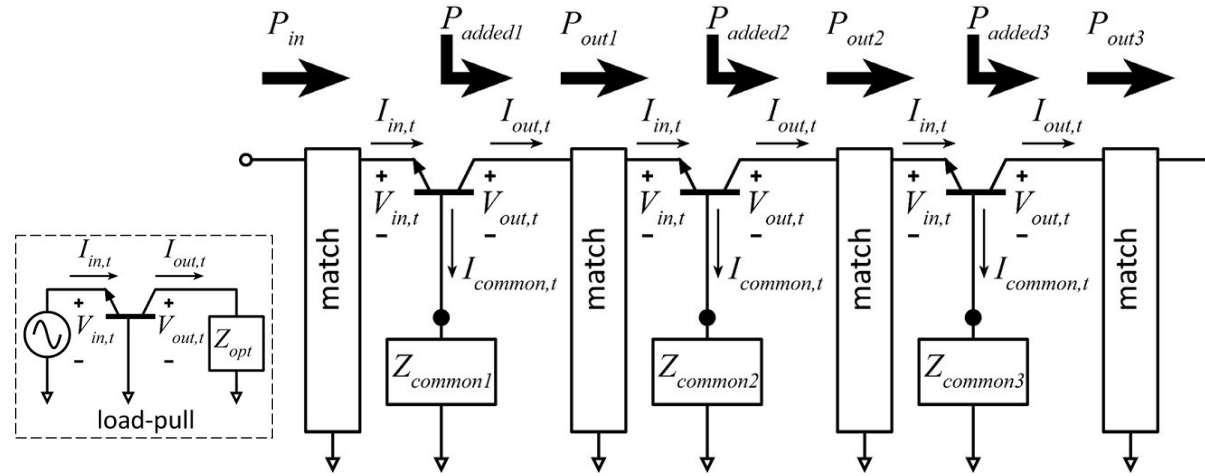 P_in P_added1 P_out1 P_added2 P_out2 P_added3 P_out3
I_in,t I_out,t I_in,t I_out,t I_in,t I_out,t
+ + + + + +
V_in,t V_out,t V_in,t V_out,t V_in,t V_out,t
− − − − − −
I_common,t I_common,t I_common,t
match match match match
Z_common1 Z_common2 Z_common3
I_in,t I_out,t
+ +
V_in,t V_out,t Z_opt
− −
load-pull